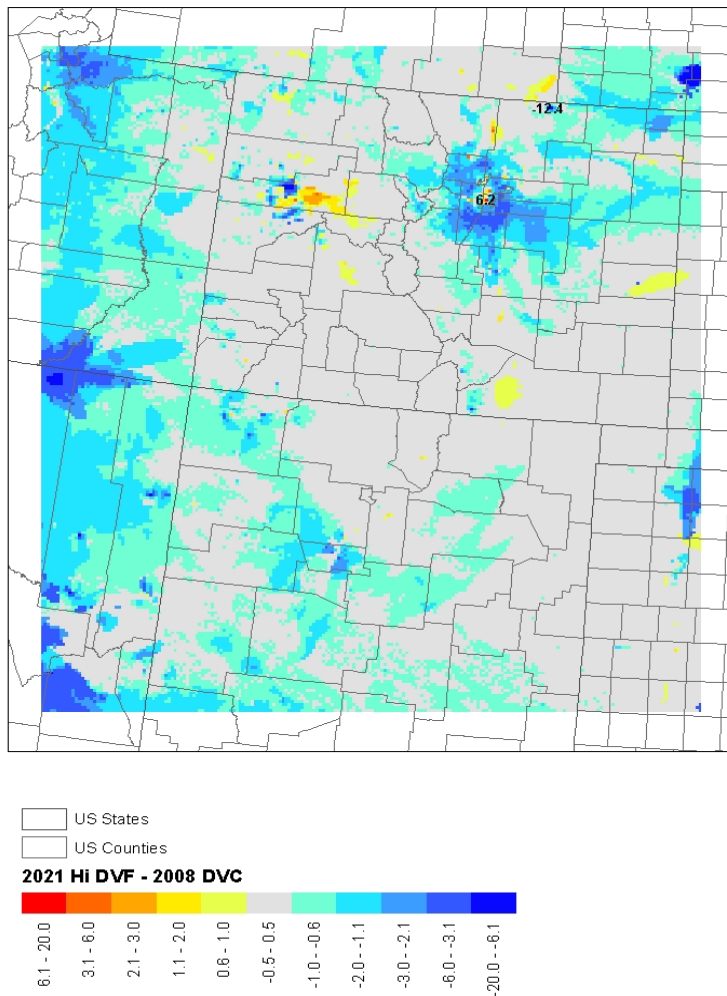 -12.4
6.2
US States
US Counties
2021 Hi DVF - 2008 DVC
6.1 - 20.0
3.1 - 6.0
2.1 - 3.0
1.1 - 2.0
0.6 - 1.0
-0.5 - 0.5
-1.0 - -0.6
-2.0 - -1.1
-3.0 - -2.1
-6.0 - -3.1
-20.0 - -6.1